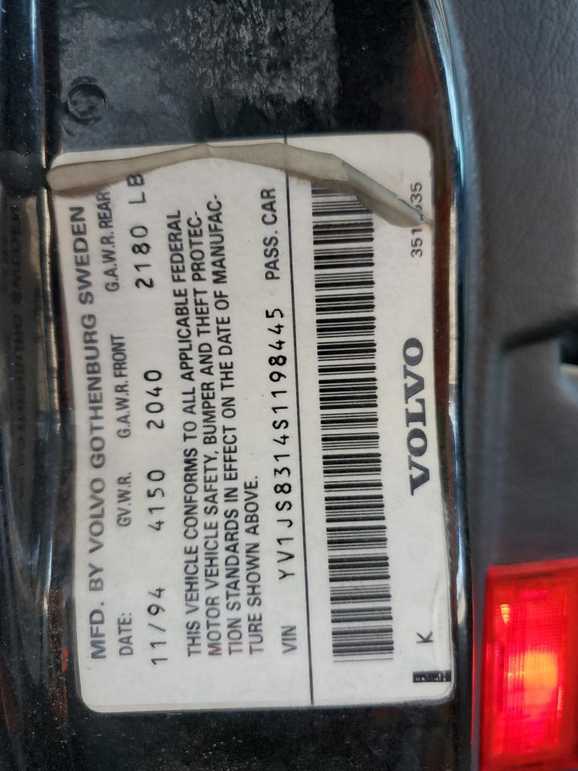 MFD. BY VOLVO GOTHENBURG SWEDEN
DATE: GV.W.R. G.A.W.R. FRONT G.A.W.R. REAR
11/94 4150 2040 2180 LB
THIS VEHICLE CONFORMS TO ALL APPLICABLE FEDERAL
MOTOR VEHICLE SAFETY, BUMPER AND THEFT PROTEC-
TION STANDARDS IN EFFECT ON THE DATE OF MANUFAC-
TURE SHOWN ABOVE.
VIN YV1JS8314S1198445 PASS. CAR
K VOLVO